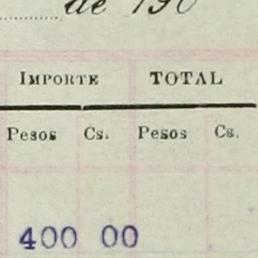 de 190
IMPORTE TOTAL
Pesos Cs. Pesos Cs.
400 00